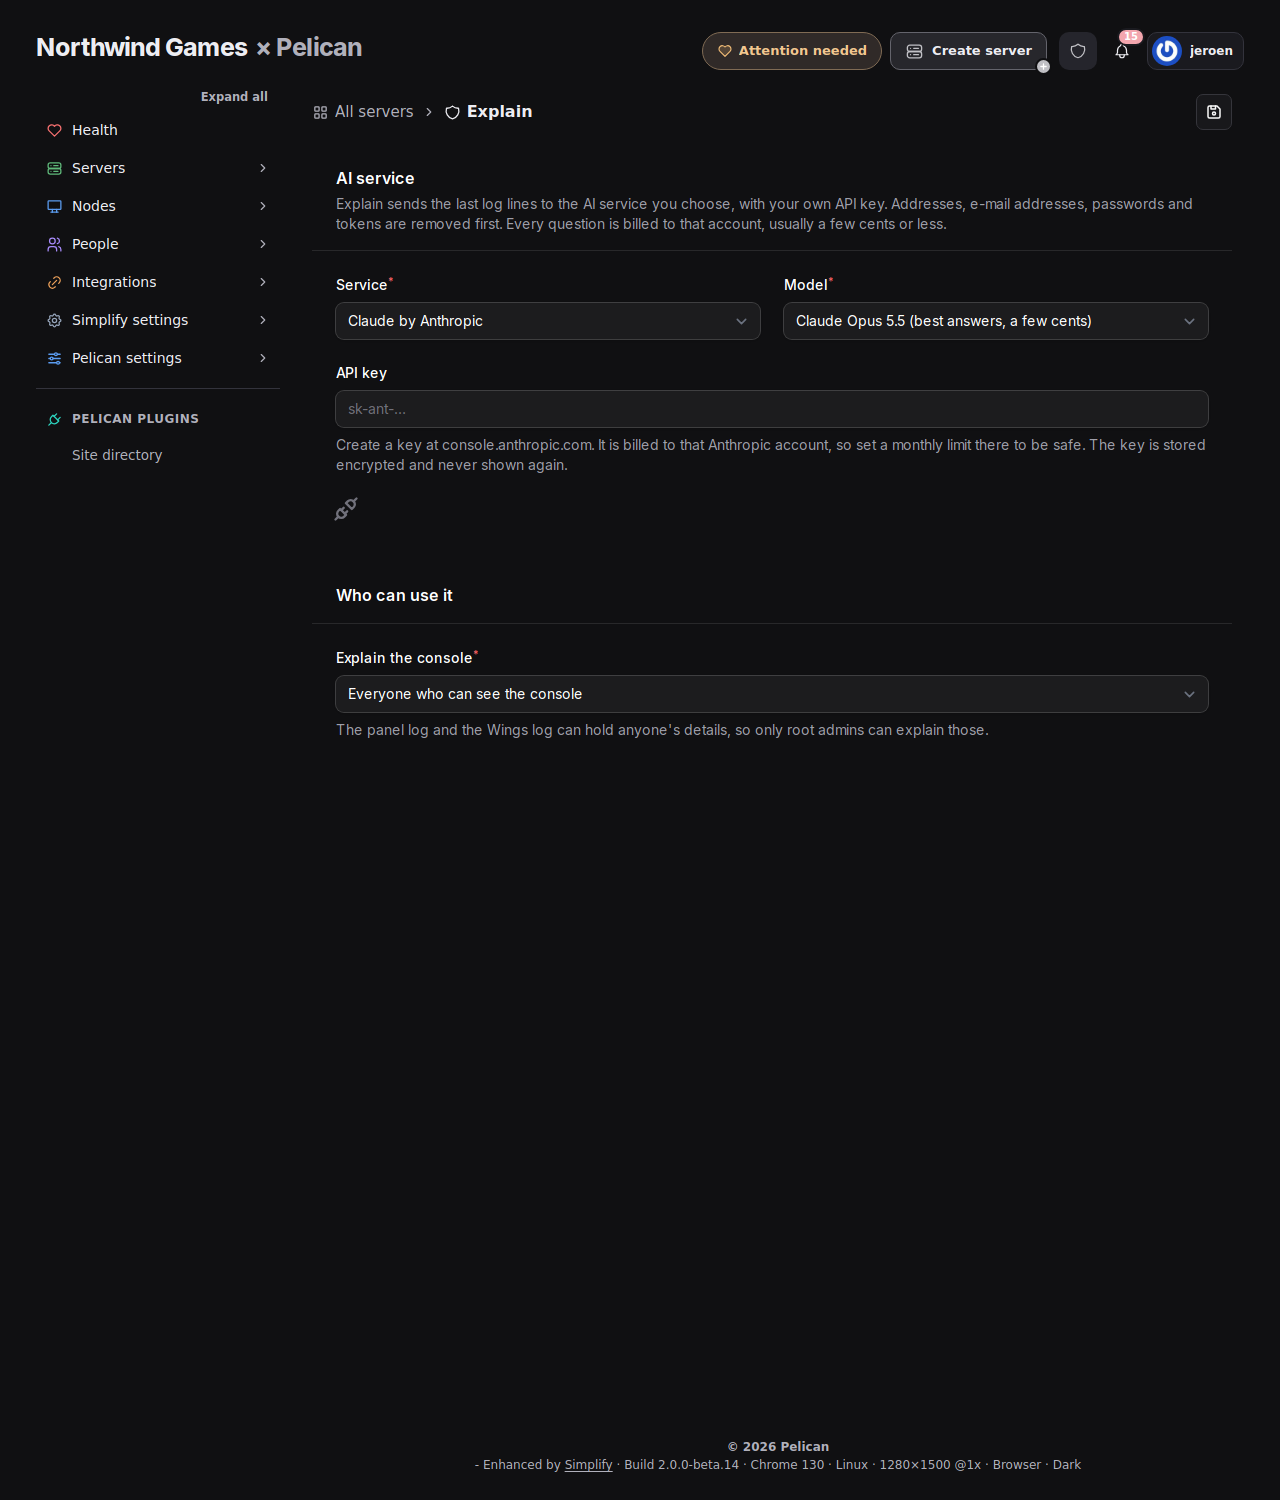 Northwind Games × Pelican
Attention needed
Create server
15
jeroen
Expand all
Health
Servers
Nodes
People
Integrations
Simplify settings
Pelican settings
PELICAN PLUGINS
Site directory
All servers > Explain
AI service
Explain sends the last log lines to the AI service you choose, with your own API key. Addresses, e-mail addresses, passwords and
tokens are removed first. Every question is billed to that account, usually a few cents or less.
Service*
Claude by Anthropic
Model*
Claude Opus 5.5 (best answers, a few cents)
API key
sk-ant-...
Create a key at console.anthropic.com. It is billed to that Anthropic account, so set a monthly limit there to be safe. The key is stored
encrypted and never shown again.
Who can use it
Explain the console*
Everyone who can see the console
The panel log and the Wings log can hold anyone's details, so only root admins can explain those.
© 2026 Pelican
- Enhanced by Simplify · Build 2.0.0-beta.14 · Chrome 130 · Linux · 1280×1500 @1x · Browser · Dark